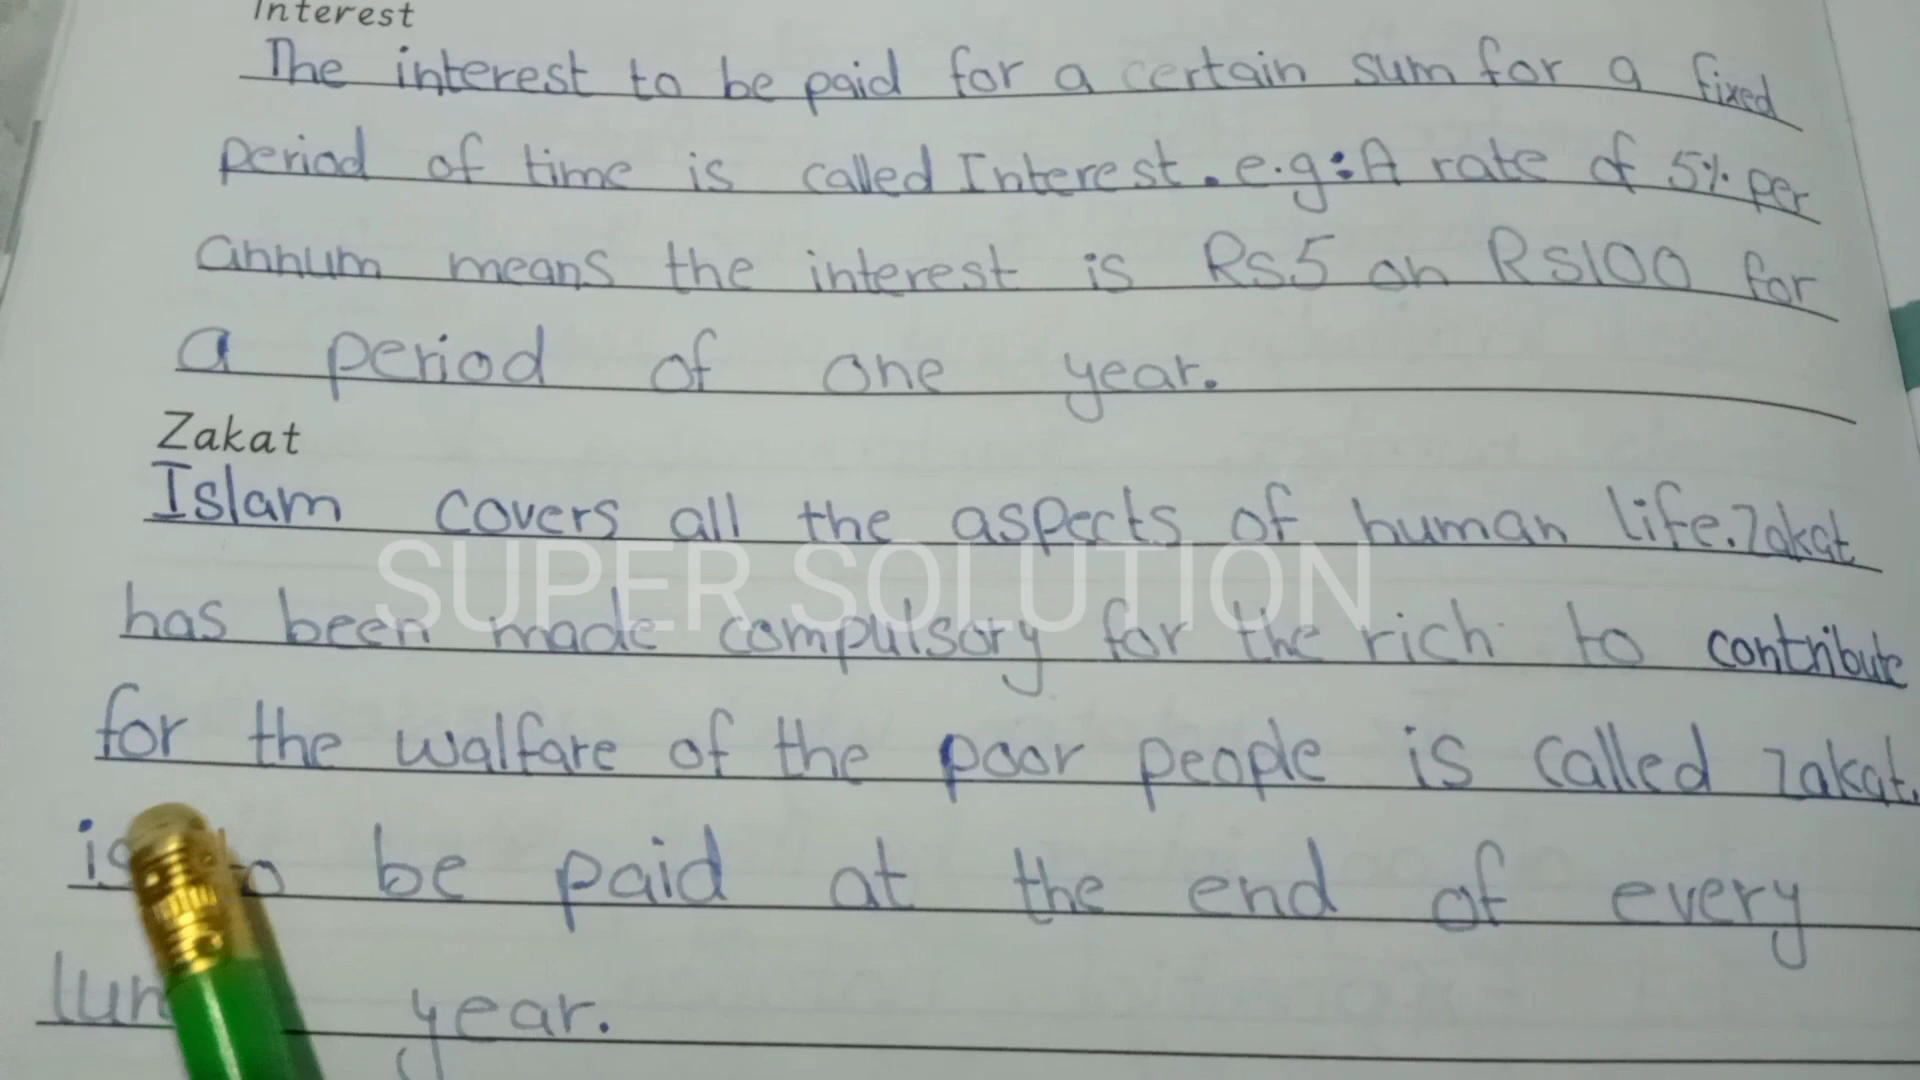 Interest
The interest to be paid for a certain sum for a fixed
period of time is called Interest. e.g: A rate of 5% per
annum means the interest is Rs5 on Rs100 for
a period of one year.
Zakat
Islam covers all the aspects of human life. Zakat
SUPER SOLUTION
has been made compulsory for the rich to contribute
for the walfare of the poor people is called zakat.
is to be paid at the end of every
year.